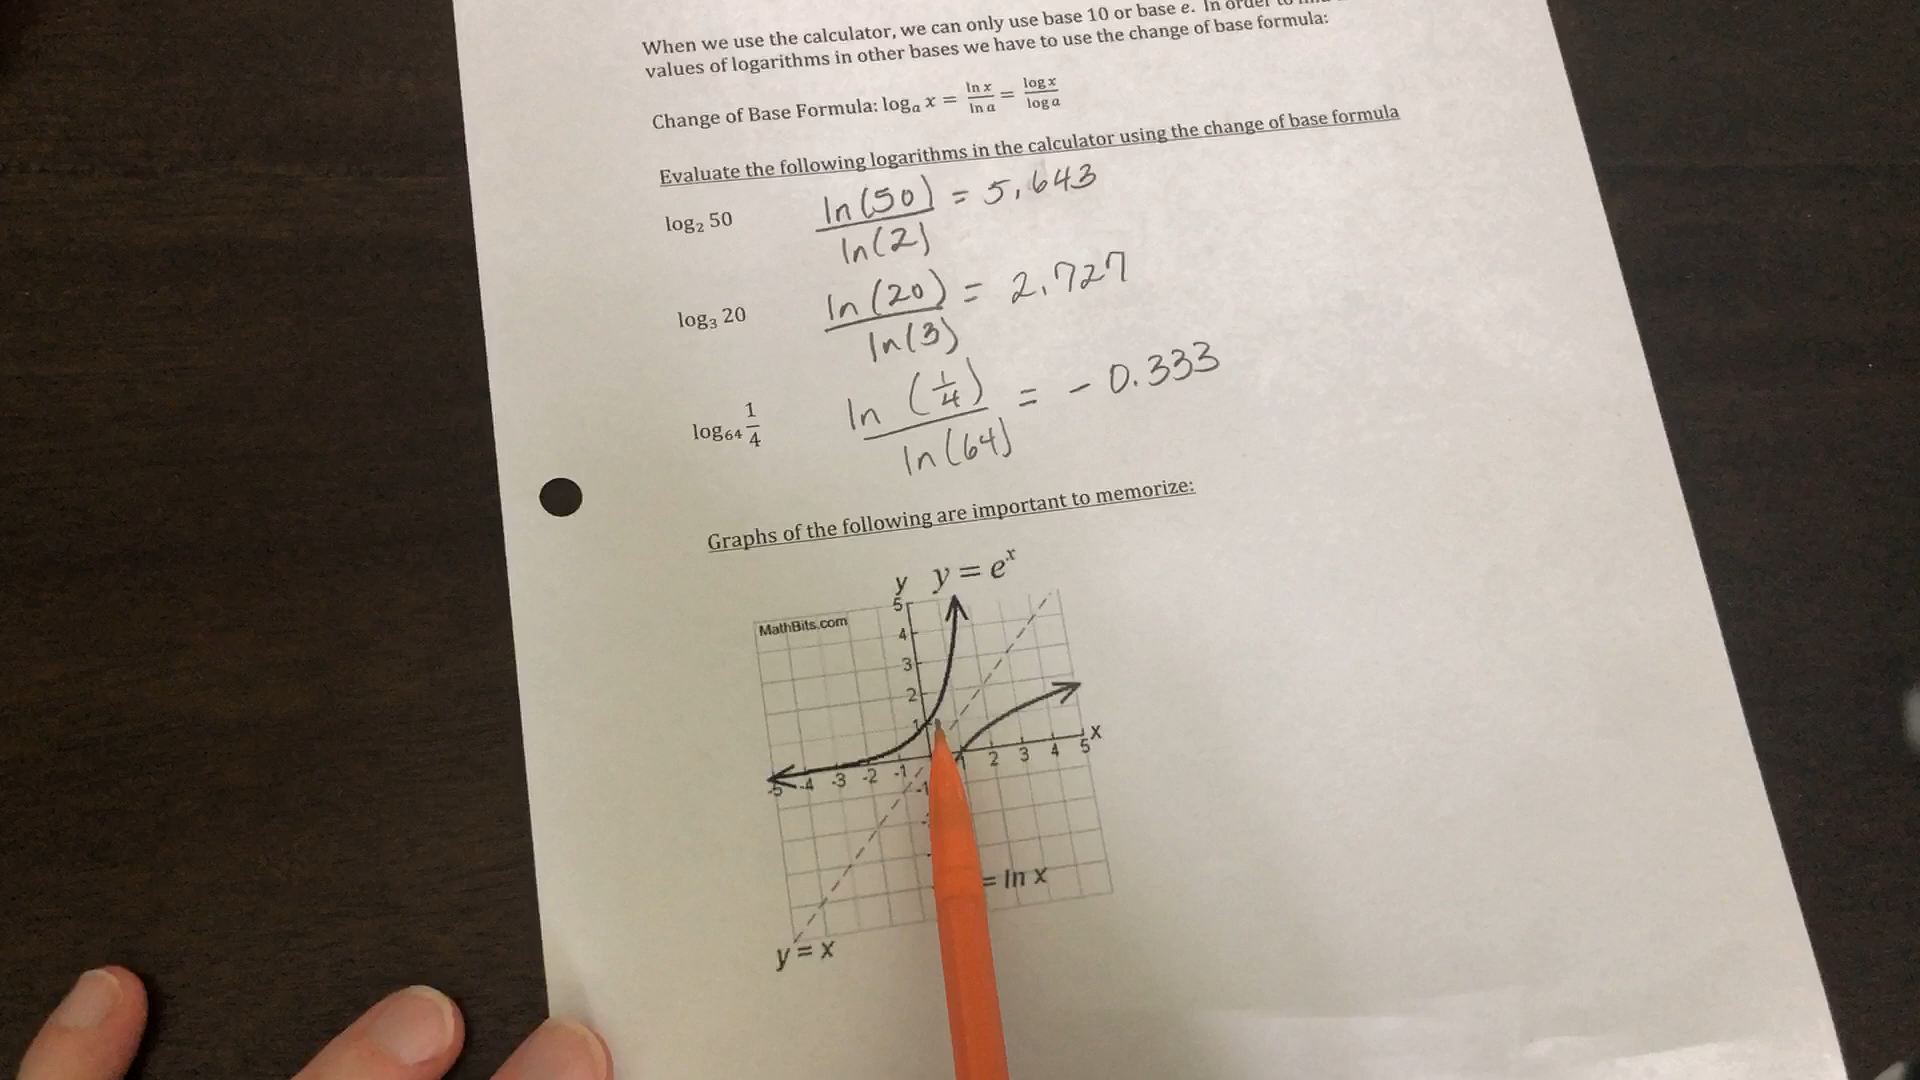 When we use the calculator, we can only use base 10 or base e. In order to
values of logarithms in other bases we have to use the change of base formula:
Change of Base Formula: logₐ x = ln x / ln a = log x / log a
Evaluate the following logarithms in the calculator using the change of base formula
log₂ 50 ln(50) / ln(2) = 5.643
log₃ 20 ln(20) / ln(3) = 2.727
log₆₄ 1/4 ln(1/4) / ln(64) = -0.333
Graphs of the following are important to memorize:
y y = eˣ
MathBits.com
5
4
3
2
1
-5 -4 -3 -2 -1 2 3 4 5 x
-1
= ln x
y = x